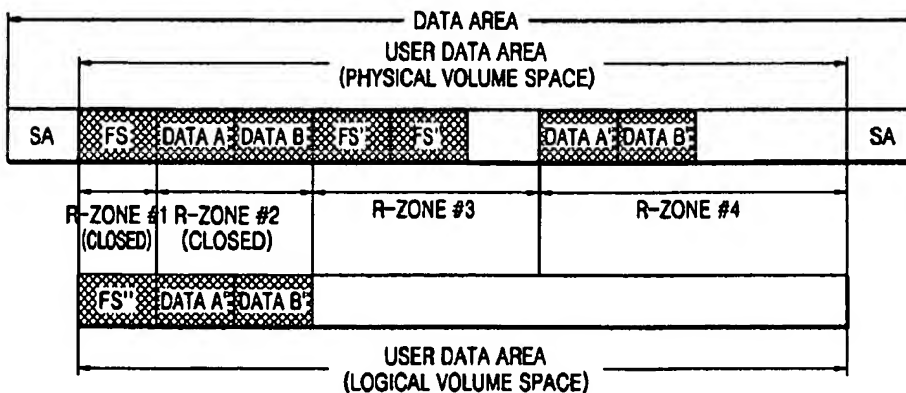 DATA AREA
USER DATA AREA
(PHYSICAL VOLUME SPACE)
SA FS DATA A DATA B FS' FS' DATA A' DATA B' SA
R-ZONE #1 R-ZONE #2 R-ZONE #3 R-ZONE #4
(CLOSED) (CLOSED)
FS'' DATA A' DATA B'
USER DATA AREA
(LOGICAL VOLUME SPACE)